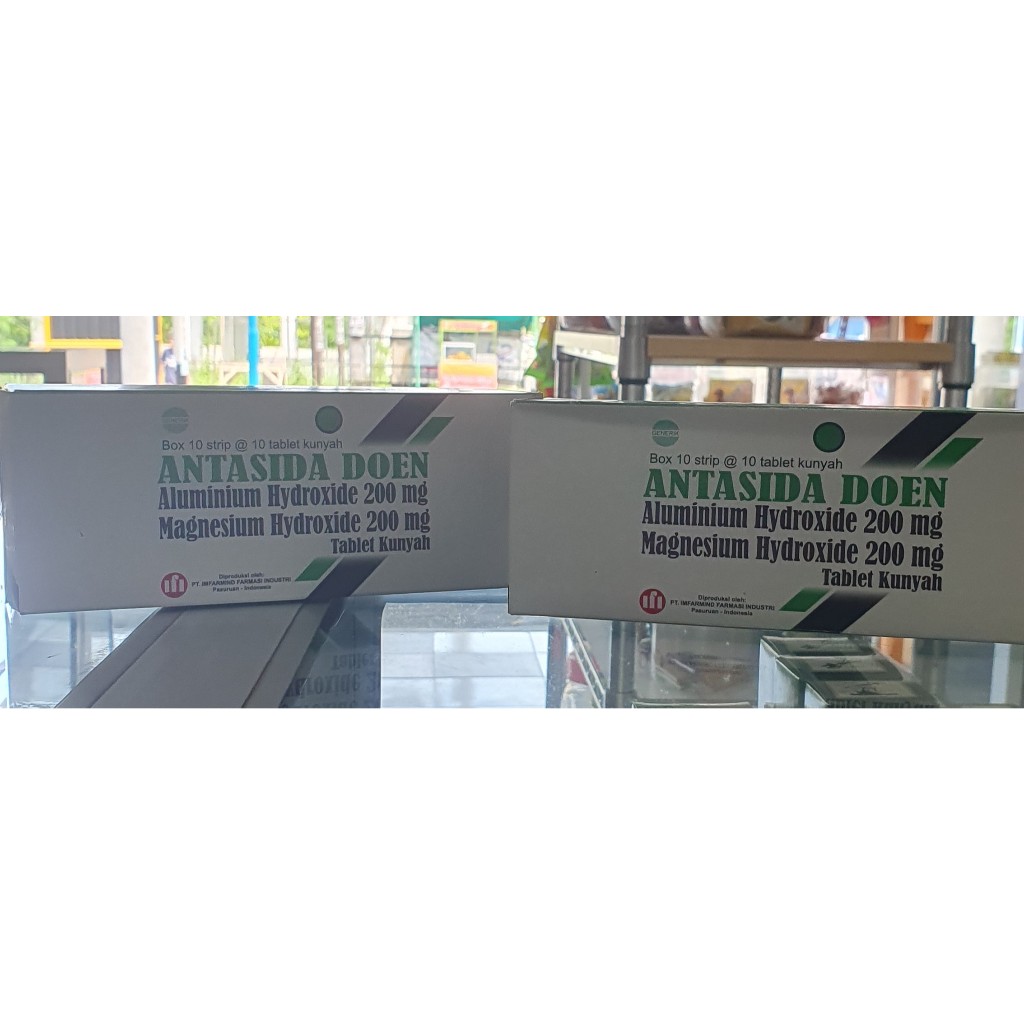 Box 10 strip @ 10 tablet kunyah
ANTASIDA DOEN
Aluminium Hydroxide 200 mg
Magnesium Hydroxide 200 mg
Tablet Kunyah
Diproduksi oleh:
PT. IMFARMIND FARMASI INDUSTRI
Pasuruan - Indonesia
GENERIK
Box 10 strip @ 10 tablet kunyah
ANTASIDA DOEN
Aluminium Hydroxide 200 mg
Magnesium Hydroxide 200 mg
Tablet Kunyah
ifi
Diproduksi oleh:
PT. IMFARMIND FARMASI INDUSTRI
Pasuruan - Indonesia